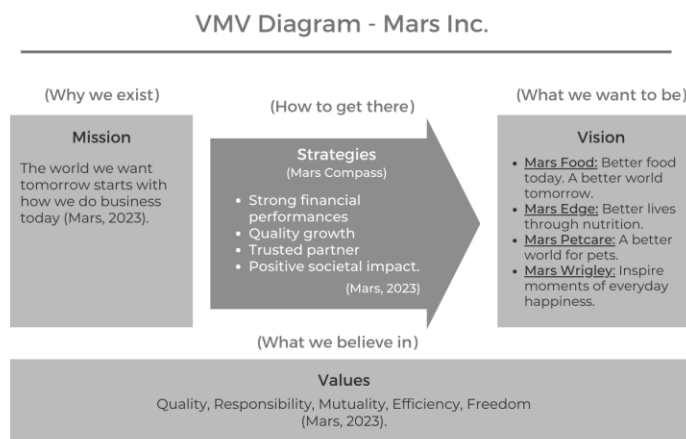 VMV Diagram - Mars Inc.
(Why we exist)
Mission
The world we want
tomorrow starts with
how we do business
today (Mars, 2023).
(How to get there)
Strategies
(Mars Compass)
• Strong financial
performances
• Quality growth
• Trusted partner
• Positive societal impact.
(Mars, 2023)
(What we want to be)
Vision
• Mars Food: Better food
today. A better world
tomorrow.
• Mars Edge: Better lives
through nutrition.
• Mars Petcare: A better
world for pets.
• Mars Wrigley: Inspire
moments of everyday
happiness.
(What we believe in)
Values
Quality, Responsibility, Mutuality, Efficiency, Freedom
(Mars, 2023).